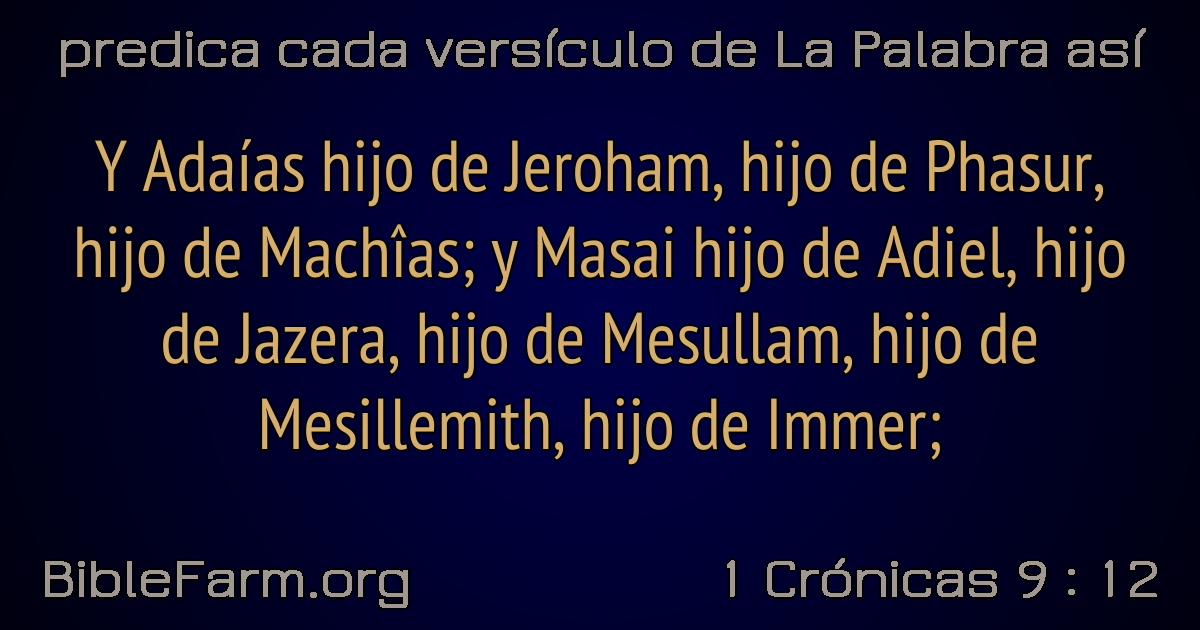 predica cada versículo de La Palabra así
Y Adaías hijo de Jeroham, hijo de Phasur,
hijo de Machîas; y Masai hijo de Adiel, hijo
de Jazera, hijo de Mesullam, hijo de
Mesillemith, hijo de Immer;
BibleFarm.org
1 Crónicas 9 : 12